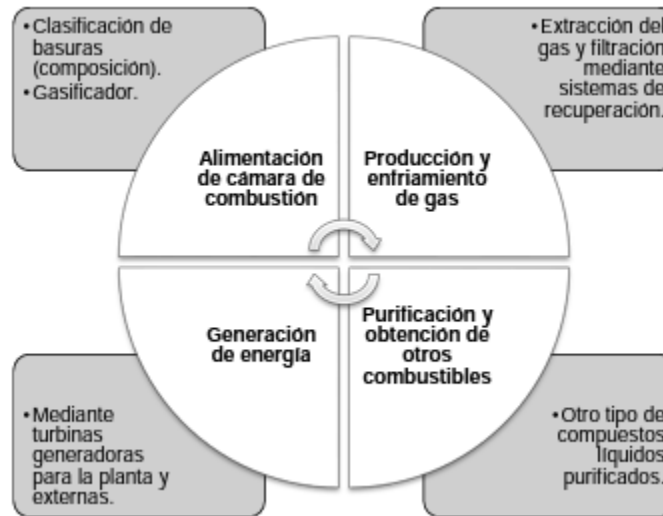 •Clasificación de
basuras
(composición).
•Gasificador.
•Extracción del
gas y filtración
mediante
sistemas de
recuperación.
Alimentación
de cámara de
combustión
Producción y
enfriamiento
de gas
Generación
de energía
Purificación y
obtención de
otros
combustibles
•Mediante
turbinas
generadoras
para la planta y
externas.
•Otro tipo de
compuestos
líquidos
purificados.